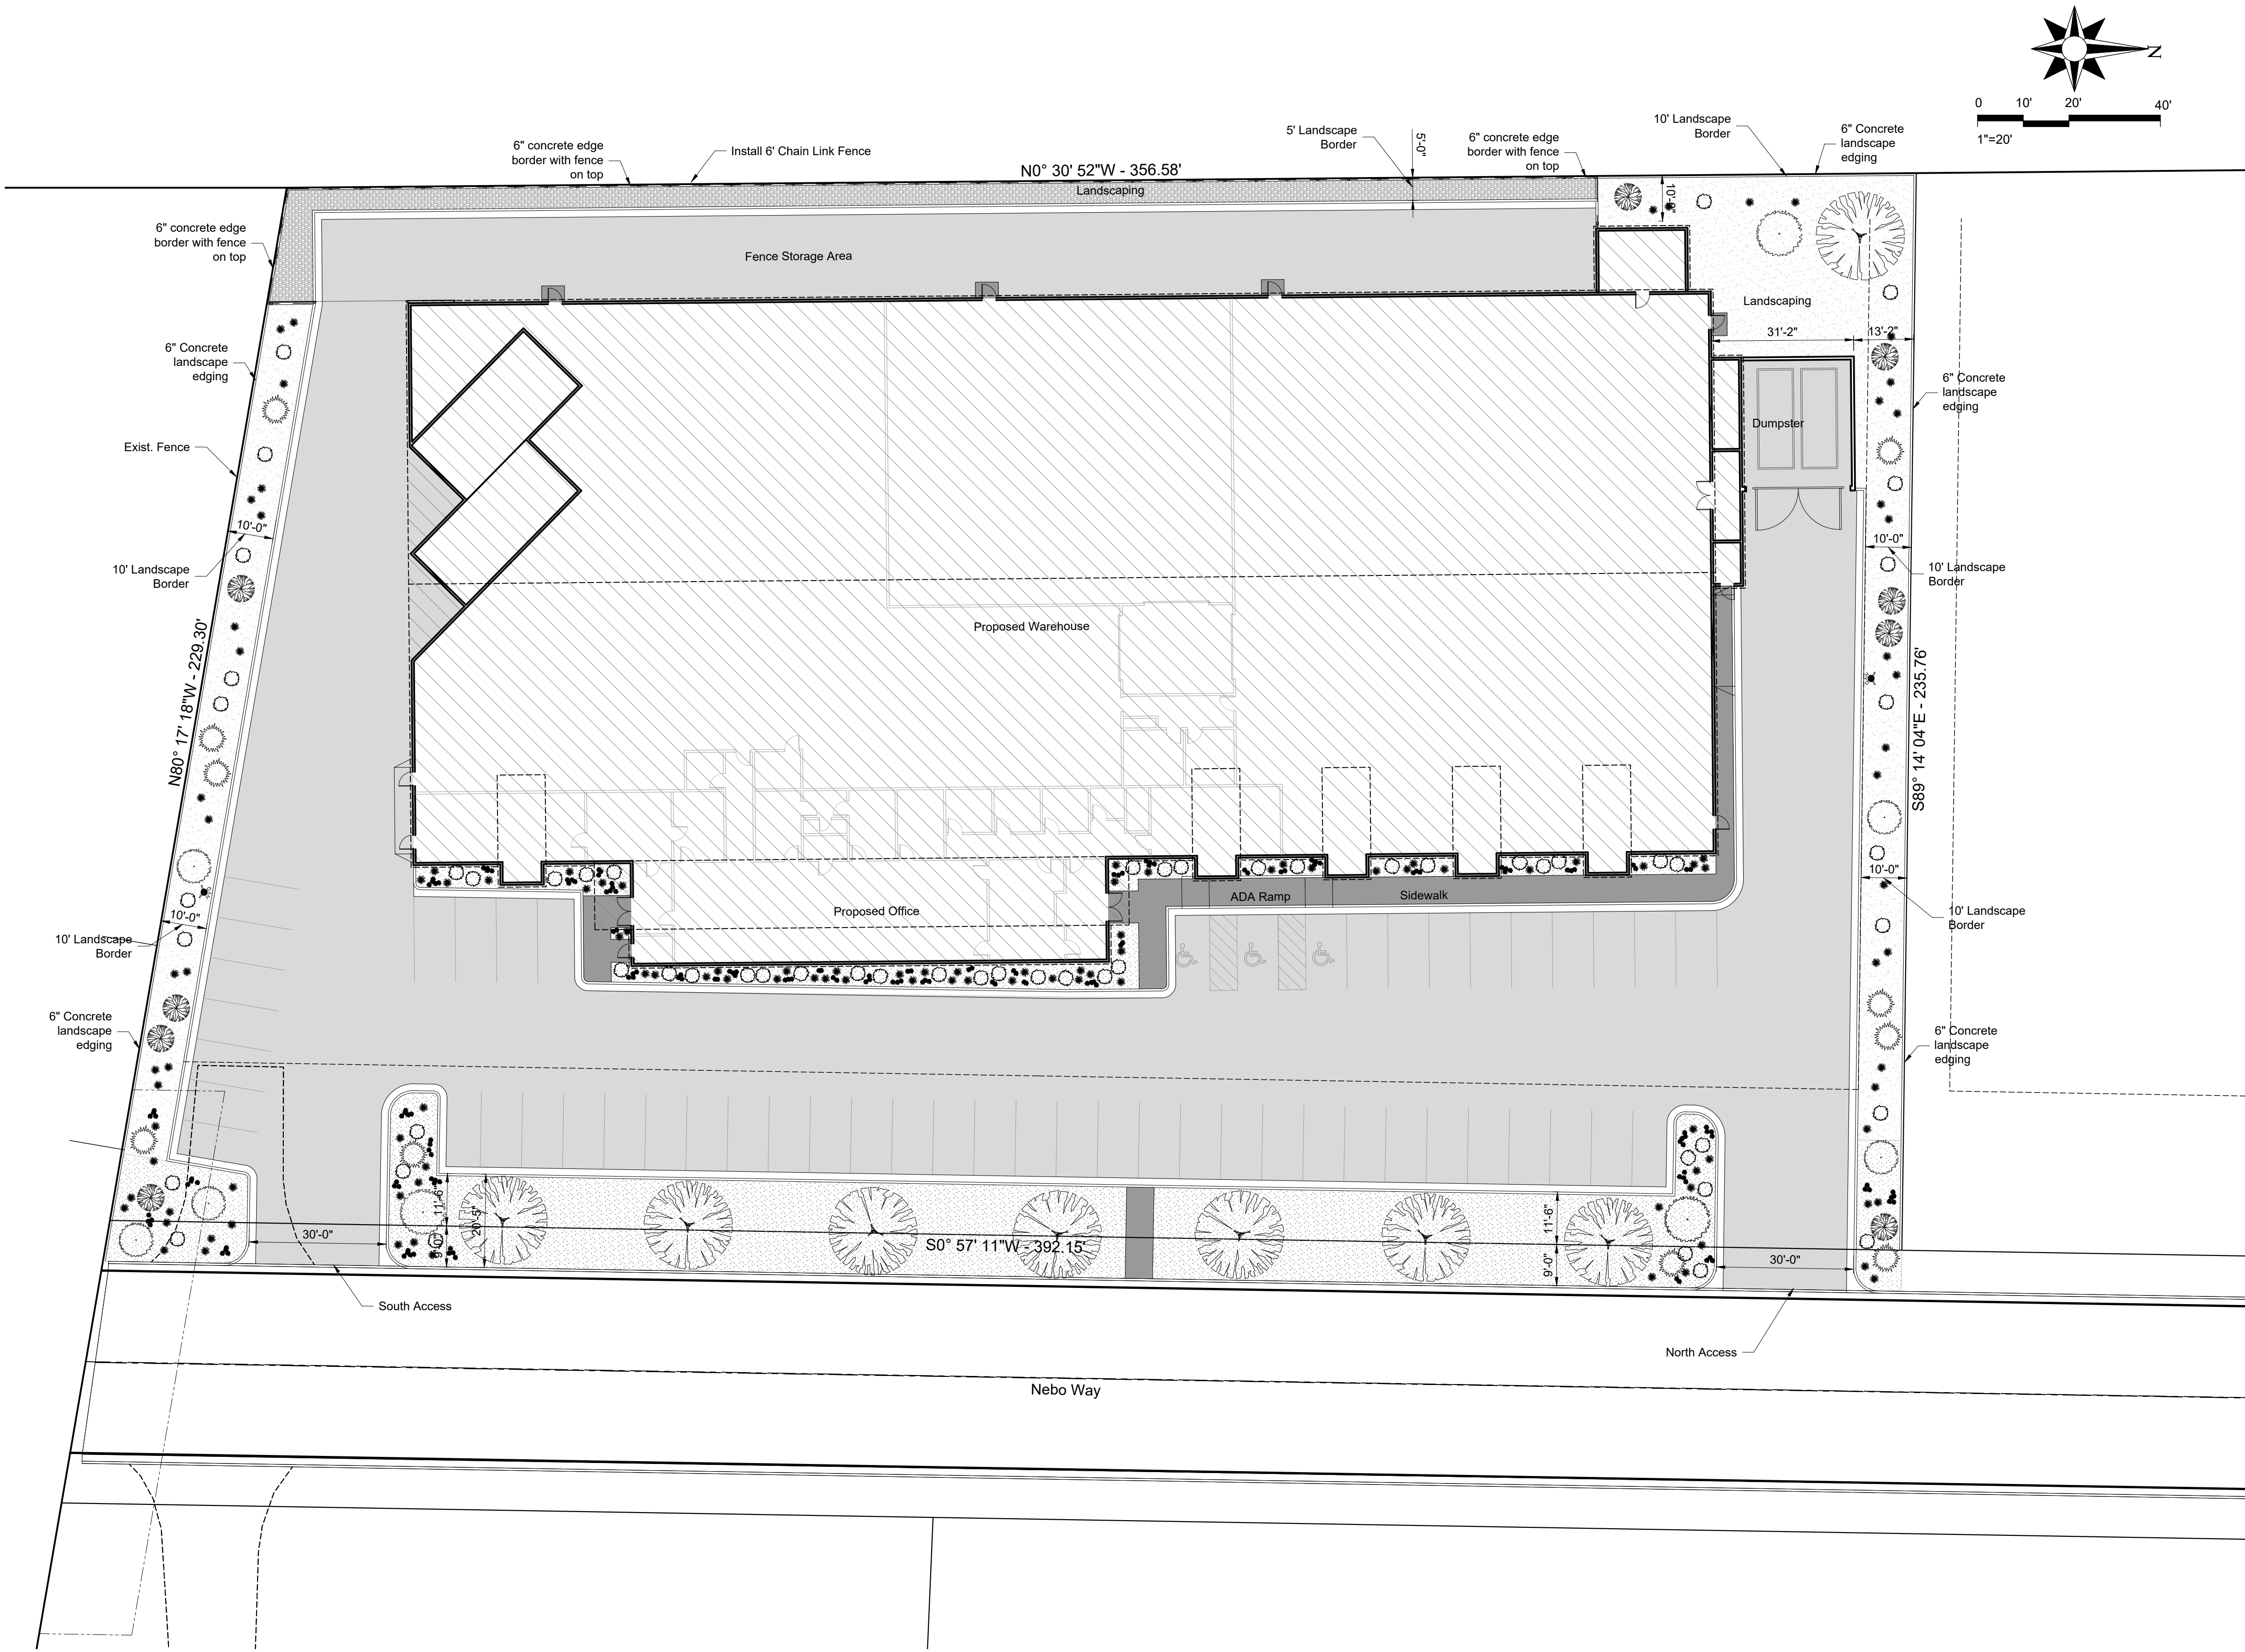 N
0 10' 20' 40'
1"=20'
6" concrete edge
border with fence
on top
Install 6' Chain Link Fence
N0° 30' 52"W - 356.58'
Landscaping
5' Landscape
Border
5'-0"
6" concrete edge
border with fence
on top
10' Landscape
Border
6" Concrete
landscape
edging
10'-0"
6" concrete edge
border with fence
on top
Fence Storage Area
Landscaping
31'-2"
13'-2"
6" Concrete
landscape
edging
6" Concrete
landscape
edging
Dumpster
Exist. Fence
10'-0"
10' Landscape
Border
10'-0"
10' Landscape
Border
Proposed Warehouse
N80° 17' 18"W - 229.30'
S89° 14' 04"E - 235.76'
10'-0"
10' Landscape
Border
ADA Ramp
Sidewalk
Proposed Office
10'-0"
10' Landscape
Border
6" Concrete
landscape
edging
6" Concrete
landscape
edging
30'-0"
11'-6"
9'-0"
20'-5"
S0° 57' 11"W - 392.15'
11'-6"
9'-0"
30'-0"
South Access
North Access
Nebo Way